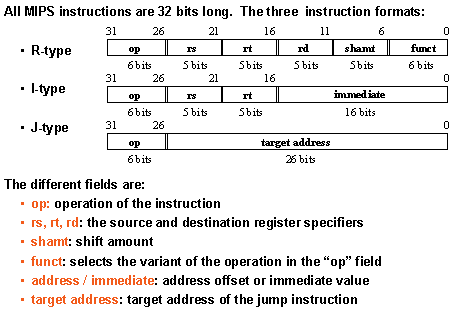 All MIPS instructions are 32 bits long. The three instruction formats:
31 26 21 16 11 6 0
• R-type op rs rt rd shamt funct
6 bits 5 bits 5 bits 5 bits 5 bits 6 bits
31 26 21 16 0
• I-type op rs rt immediate
6 bits 5 bits 5 bits 16 bits
31 26 0
• J-type op target address
6 bits 26 bits
The different fields are:
• op: operation of the instruction
• rs, rt, rd: the source and destination register specifiers
• shamt: shift amount
• funct: selects the variant of the operation in the “op” field
• address / immediate: address offset or immediate value
• target address: target address of the jump instruction